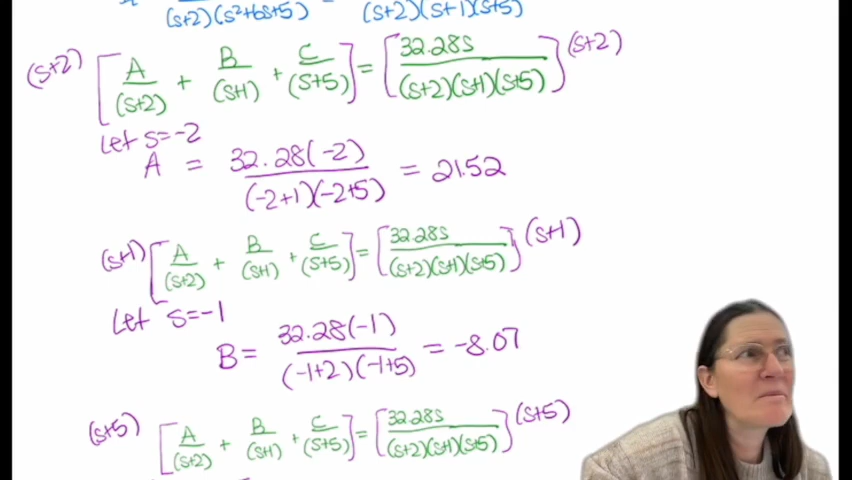 (s+2)(s²+6s+5) = (s+2)(s+1)(s+5)
(s+2) [A/(s+2) + B/(s+1) + C/(s+5)] = [32.28s/(s+2)(s+1)(s+5)] (s+2)
Let s=-2
A = 32.28(-2)/(-2+1)(-2+5) = 21.52
(s+1) [A/(s+2) + B/(s+1) + C/(s+5)] = [32.28s/(s+2)(s+1)(s+5)] (s+1)
Let s=-1
B = 32.28(-1)/(-1+2)(-1+5) = -8.07
(s+5) [A/(s+2) + B/(s+1) + C/(s+5)] = [32.28s/(s+2)(s+1)(s+5)] (s+5)